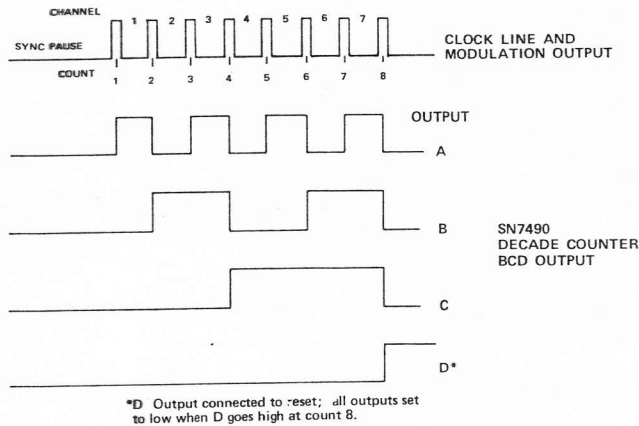 CHANNEL
1 2 3 4 5 6 7
SYNC PAUSE
CLOCK LINE AND
MODULATION OUTPUT
COUNT
1 2 3 4 5 6 7 8
OUTPUT
A
B
SN7490
DECADE COUNTER
BCD OUTPUT
C
D*
*D Output connected to reset; all outputs set
to low when D goes high at count 8.